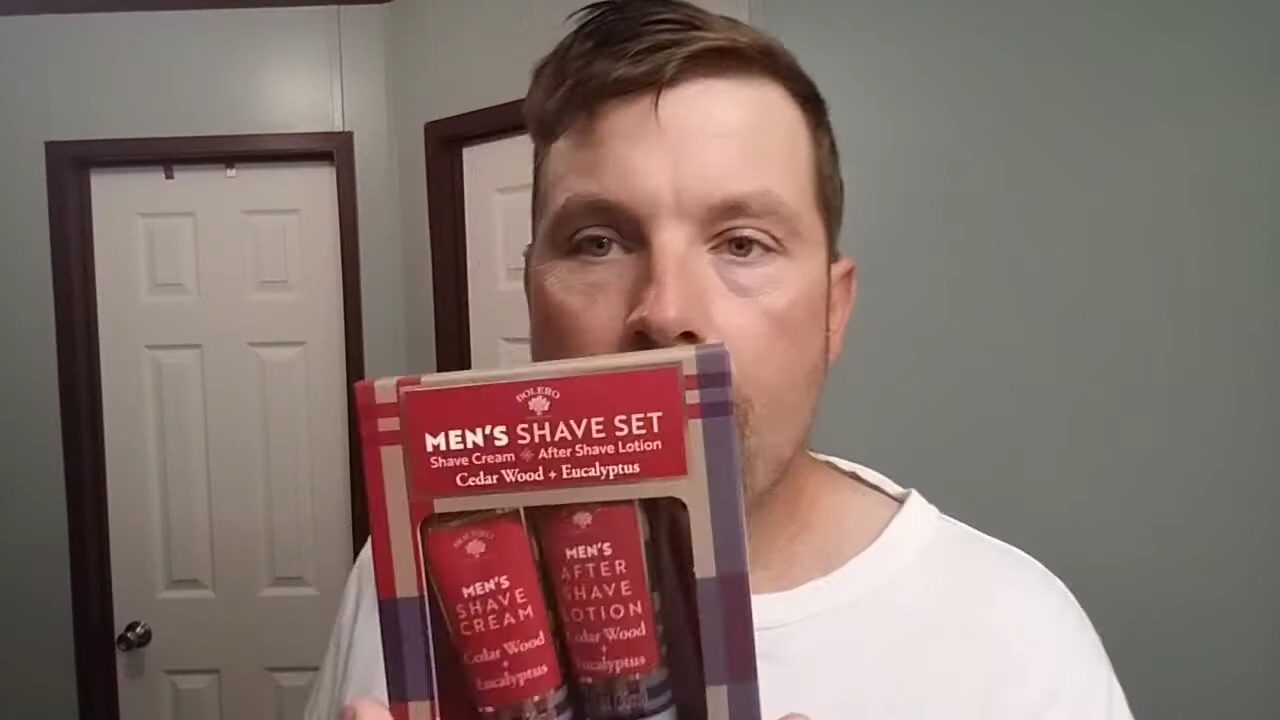 BOLERO
MEN'S SHAVE SET
Shave Cream After Shave Lotion
Cedar Wood + Eucalyptus
BOLERO
MEN'S
SHAVE
CREAM
Cedar Wood
+
Eucalyptus
MEN'S
AFTER
SHAVE
LOTION
Cedar Wood
+
Eucalyptus